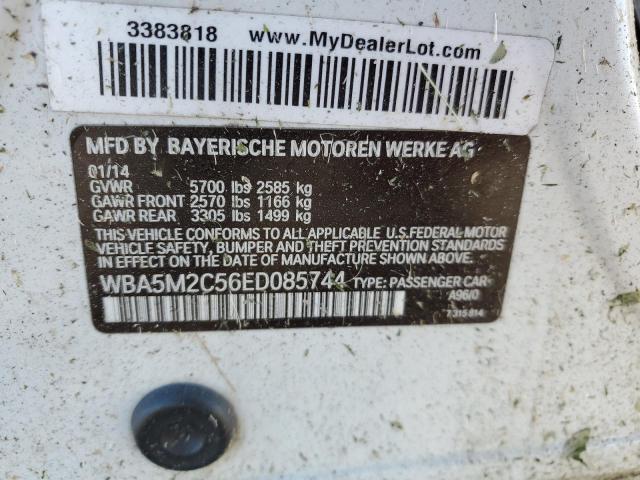 3383818 www.MyDealerLot.com
MFD BY BAYERISCHE MOTOREN WERKE AG
01/14
GVWR 5700 lbs 2585 kg
GAWR FRONT 2570 lbs 1166 kg
GAWR REAR 3305 lbs 1499 kg
THIS VEHICLE CONFORMS TO ALL APPLICABLE U.S.FEDERAL MOTOR
VEHICLE SAFETY, BUMPER AND THEFT PREVENTION STANDARDS
IN EFFECT ON THE DATE OF MANUFACTURE SHOWN ABOVE.
WBA5M2C56ED085744 TYPE: PASSENGER CAR
A96/0
7 315 814